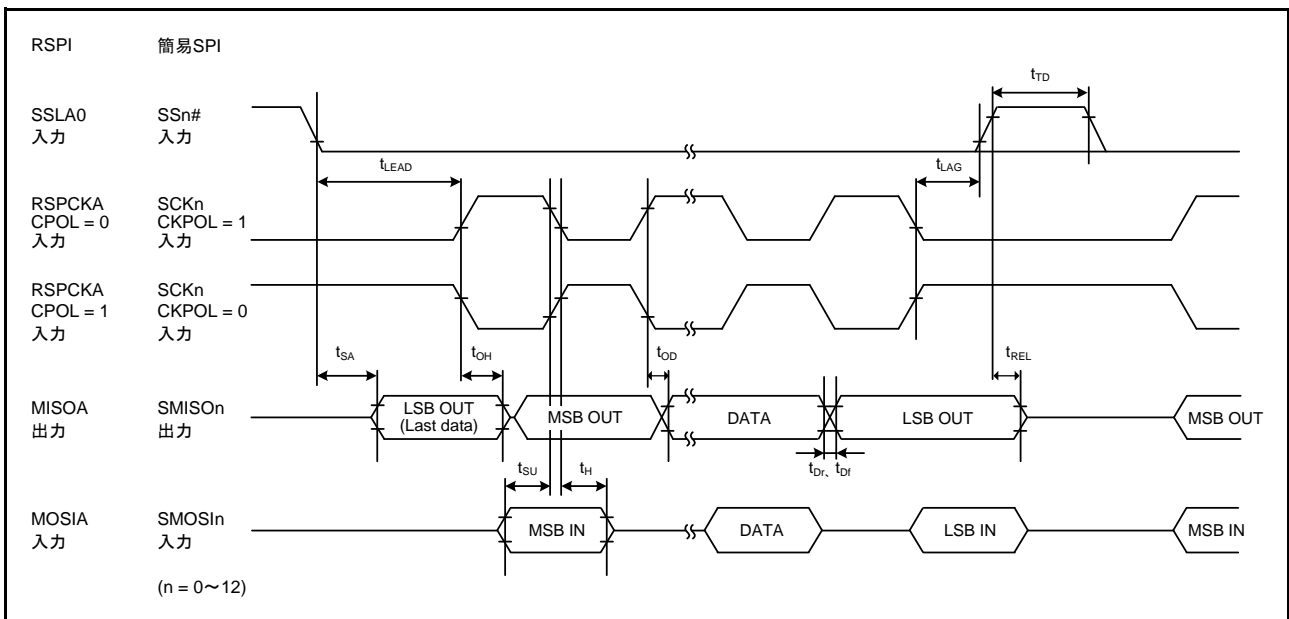 RSPI 簡易SPI
tTD
SSLA0 SSn#
入力 入力
tLEAD tLAG
RSPCKA SCKn
CPOL = 0 CKPOL = 1
入力 入力
RSPCKA SCKn
CPOL = 1 CKPOL = 0
入力 入力
tSA tOH tOD tREL
MISOA SMISOn
出力 出力
LSB OUT
(Last data)
MSB OUT DATA LSB OUT MSB OUT
tSU tH tDr、tDf
MOSIA SMOSIn
入力 入力
MSB IN DATA LSB IN MSB IN
(n = 0～12)